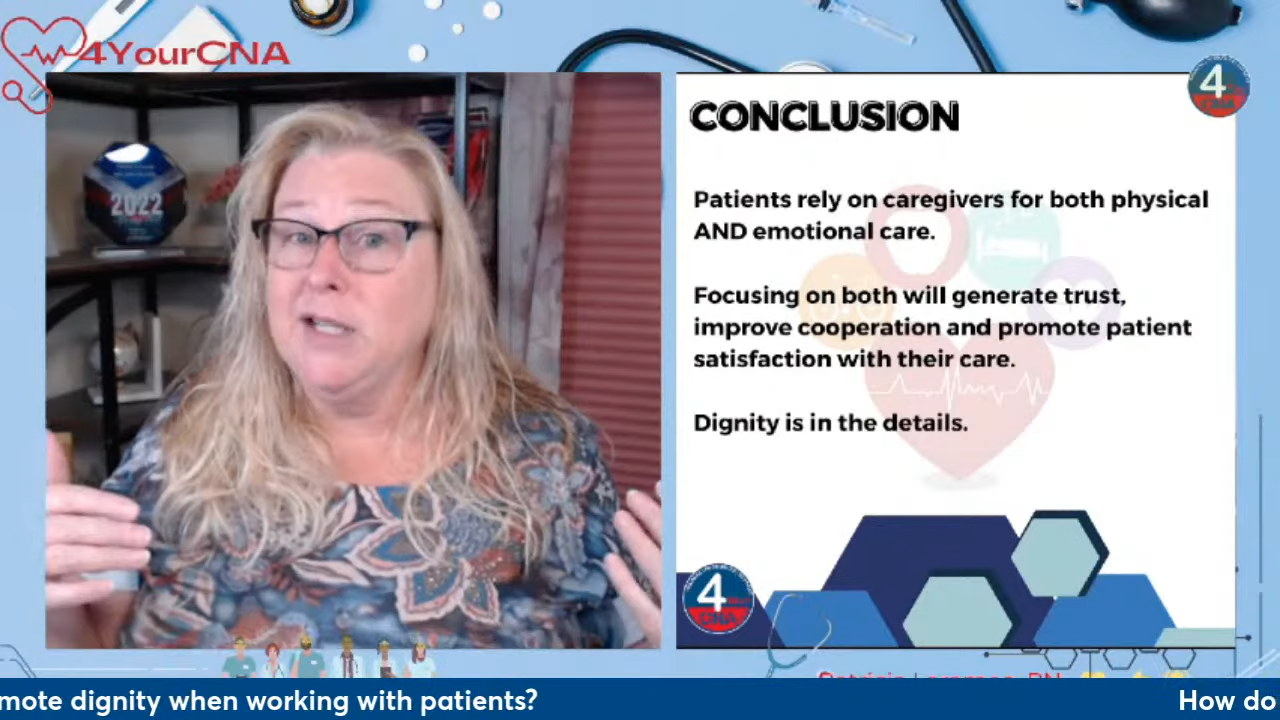 4YourCNA
2022
4
CONCLUSION
Patients rely on caregivers for both physical
AND emotional care.
Focusing on both will generate trust,
improve cooperation and promote patient
satisfaction with their care.
Dignity is in the details.
4
CNA
mote dignity when working with patients?
How do